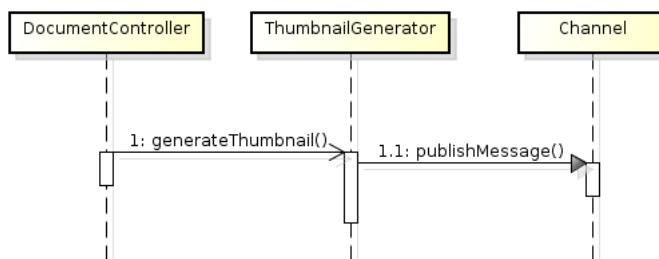 DocumentController
ThumbnailGenerator
Channel
1: generateThumbnail()
1.1: publishMessage()